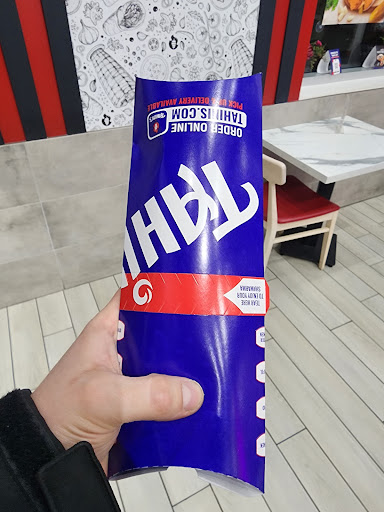 ORDER ONLINE
TAHINIS.COM
PICK UP & DELIVERY AVAILABLE
TAHI
TEAR HERE
TO ENJOY YOUR
SHAWARMA